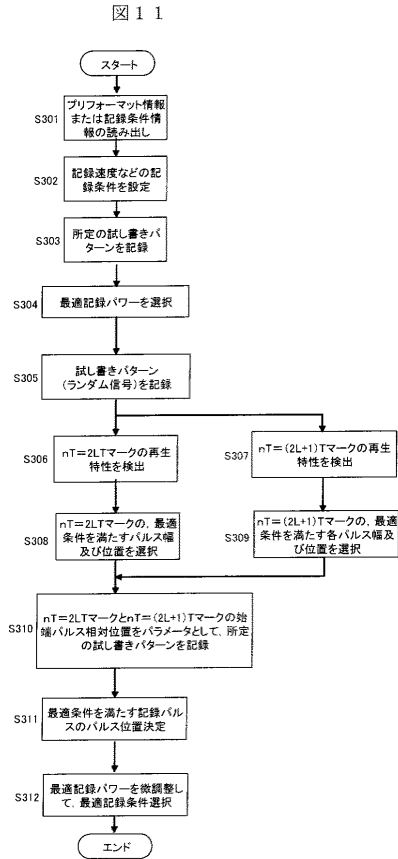 図11
スタート
S301
プリフォーマット情報
または記録条件情
報の読み出し
S302
記録速度などの記
録条件を設定
S303
所定の試し書きパ
ターンを記録
S304
最適記録パワーを選択
S305
試し書きパターン
(ランダム信号)を記録
S306
nT=2LTマークの再生
特性を検出
S307
nT=(2L+1)Tマークの再生
特性を検出
S308
nT=2LTマークの、最適
条件を満たすパルス幅
及び位置を選択
S309
nT=(2L+1)Tマークの、最適
条件を満たす各パルス幅及
び位置を選択
S310
nT=2LTマークとnT=(2L+1)Tマークの始
端パルス相対位置をパラメータとして、所定
の試し書きパターンを記録
S311
最適条件を満たす記録パル
スのパルス位置決定
S312
最適記録パワーを微調整し
て、最適記録条件選択
エンド